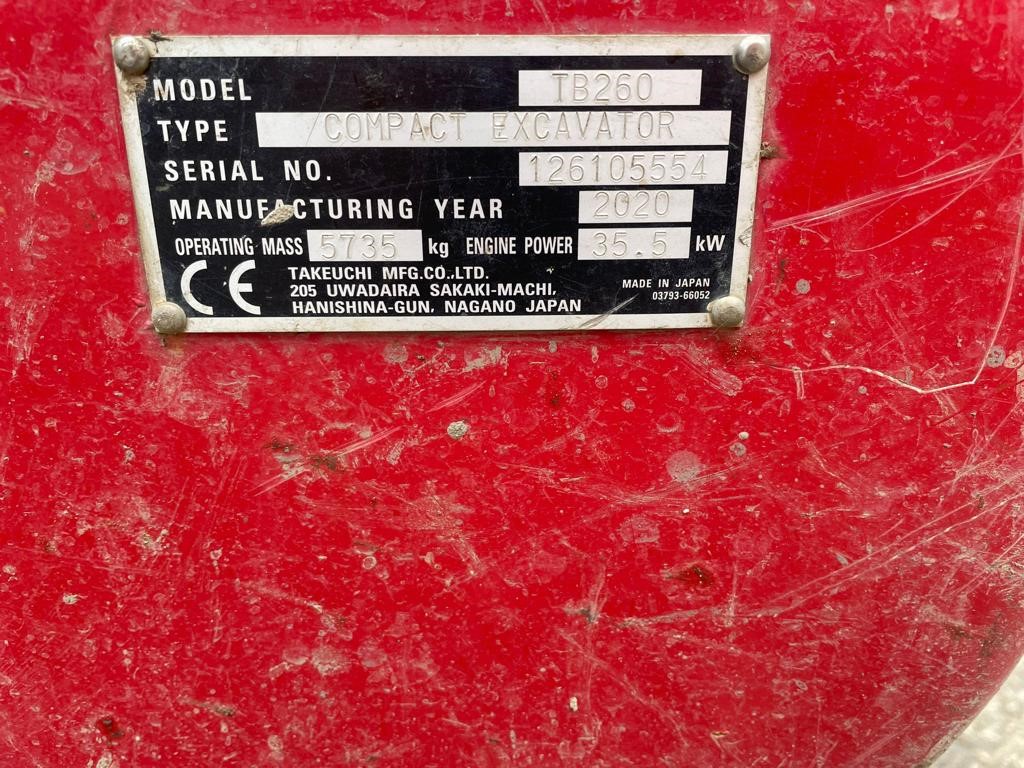 MODEL TB260
TYPE COMPACT EXCAVATOR
SERIAL NO. 126105554
MANUFACTURING YEAR 2020
OPERATING MASS 5735 kg ENGINE POWER 35.5 kW
CE TAKEUCHI MFG.CO.,LTD.
205 UWADAIRA SAKAKI-MACHI,
HANISHINA-GUN, NAGANO JAPAN
MADE IN JAPAN
03793-66052